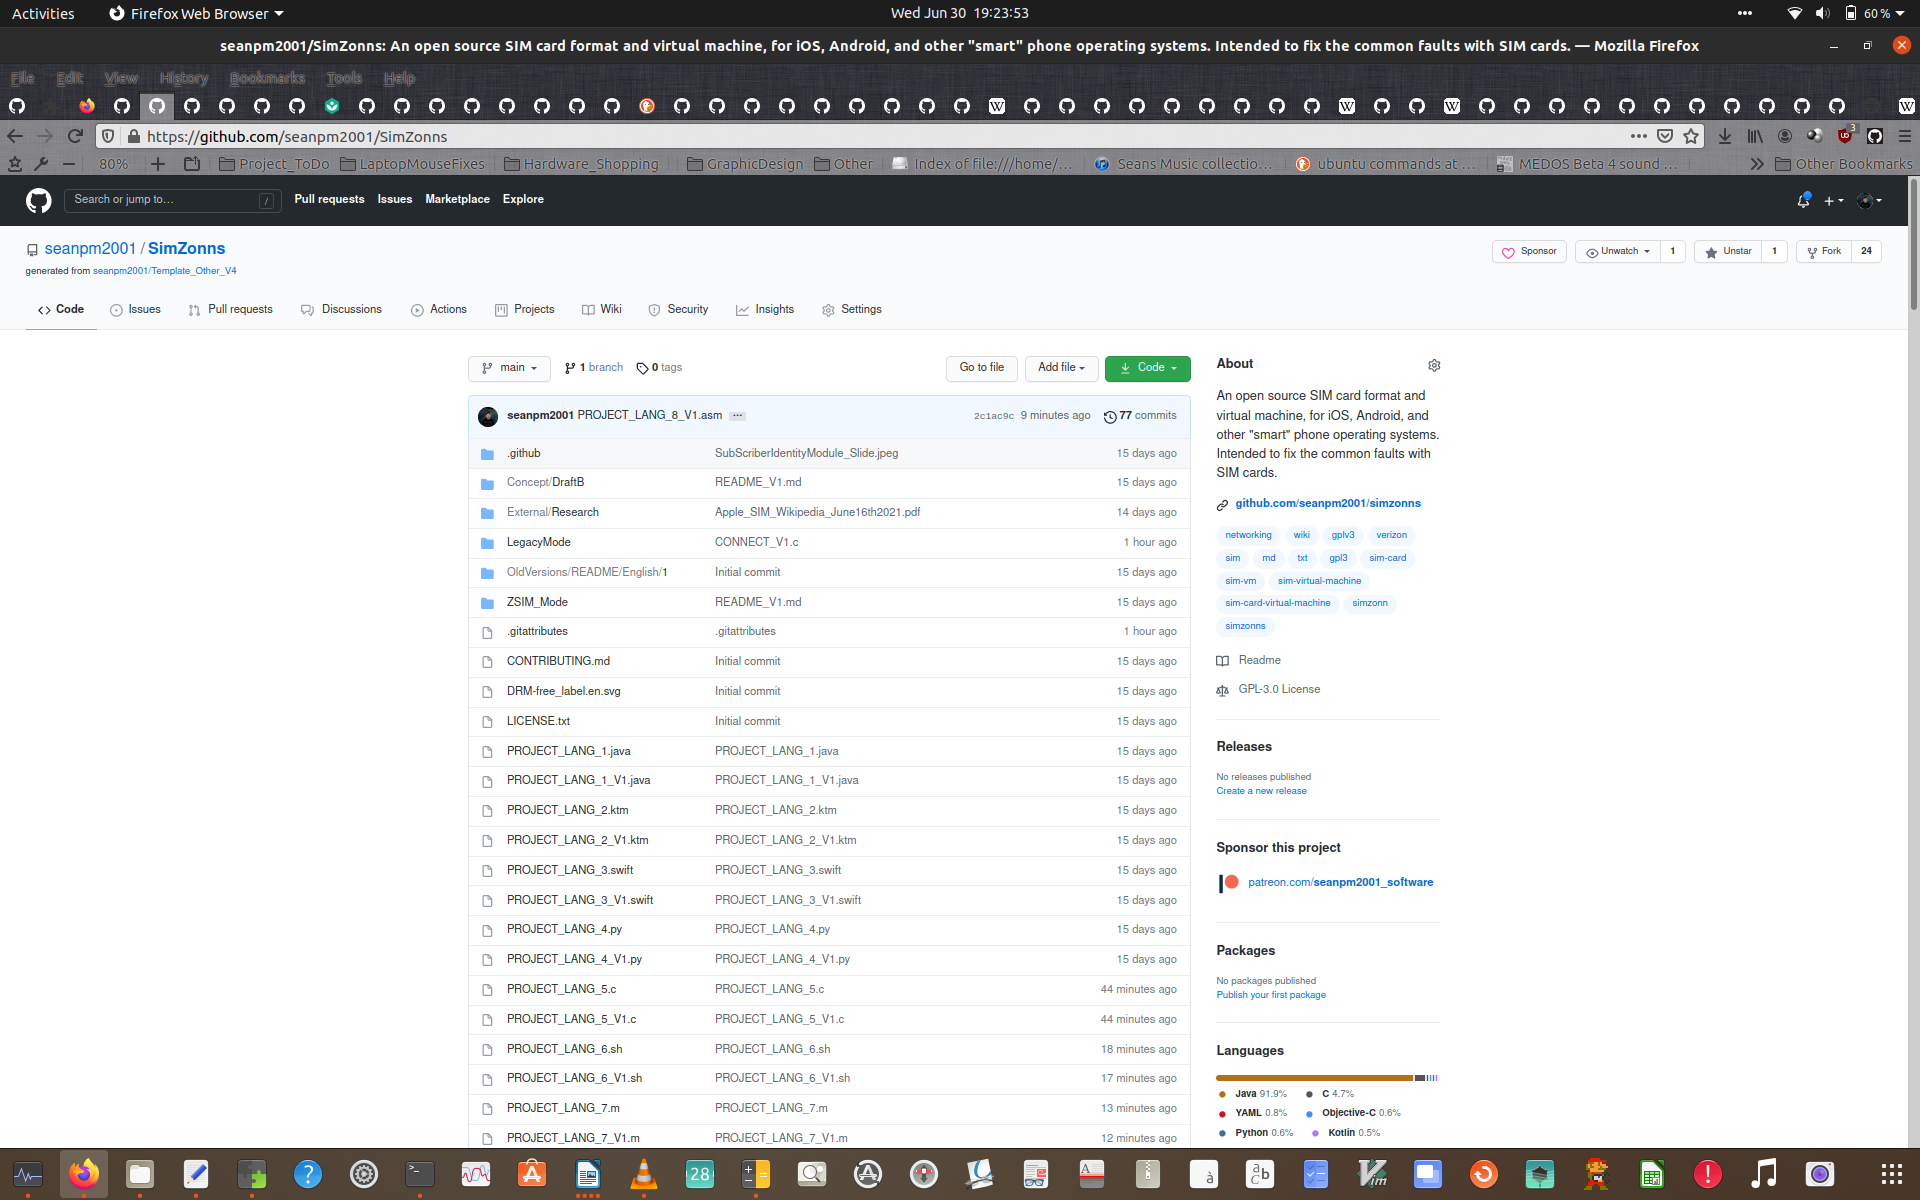 Activities Firefox Web Browser Wed Jun 30 19:23:53 60 %
seanpm2001/SimZonns: An open source SIM card format and virtual machine, for iOS, Android, and other "smart" phone operating systems. Intended to fix the common faults with SIM cards. — Mozilla Firefox
File Edit View History Bookmarks Tools Help
https://github.com/seanpm2001/SimZonns 3
80% Project_ToDo LaptopMouseFixes Hardware_Shopping GraphicDesign Other Index of file:///home/... Seans Music collectio... ubuntu commands at ... MEDOS Beta 4 sound ... Other Bookmarks
Search or jump to... / Pull requests Issues Marketplace Explore
seanpm2001 / SimZonns Sponsor Unwatch 1 Unstar 1 Fork 24
generated from seanpm2001/Template_Other_V4
Code Issues Pull requests Discussions Actions Projects Wiki Security Insights Settings
main 1 branch 0 tags Go to file Add file Code
seanpm2001 PROJECT_LANG_8_V1.asm ... 2c1ac9c 9 minutes ago 77 commits
.github SubScriberIdentityModule_Slide.jpeg 15 days ago
Concept/DraftB README_V1.md 15 days ago
External/Research Apple_SIM_Wikipedia_June16th2021.pdf 14 days ago
LegacyMode CONNECT_V1.c 1 hour ago
OldVersions/README/English/1 Initial commit 15 days ago
ZSIM_Mode README_V1.md 15 days ago
.gitattributes .gitattributes 1 hour ago
CONTRIBUTING.md Initial commit 15 days ago
DRM-free_label.en.svg Initial commit 15 days ago
LICENSE.txt Initial commit 15 days ago
PROJECT_LANG_1.java PROJECT_LANG_1.java 15 days ago
PROJECT_LANG_1_V1.java PROJECT_LANG_1_V1.java 15 days ago
PROJECT_LANG_2.ktm PROJECT_LANG_2.ktm 15 days ago
PROJECT_LANG_2_V1.ktm PROJECT_LANG_2_V1.ktm 15 days ago
PROJECT_LANG_3.swift PROJECT_LANG_3.swift 15 days ago
PROJECT_LANG_3_V1.swift PROJECT_LANG_3_V1.swift 15 days ago
PROJECT_LANG_4.py PROJECT_LANG_4.py 15 days ago
PROJECT_LANG_4_V1.py PROJECT_LANG_4_V1.py 15 days ago
PROJECT_LANG_5.c PROJECT_LANG_5.c 44 minutes ago
PROJECT_LANG_5_V1.c PROJECT_LANG_5_V1.c 44 minutes ago
PROJECT_LANG_6.sh PROJECT_LANG_6.sh 18 minutes ago
PROJECT_LANG_6_V1.sh PROJECT_LANG_6_V1.sh 17 minutes ago
PROJECT_LANG_7.m PROJECT_LANG_7.m 13 minutes ago
PROJECT_LANG_7_V1.m PROJECT_LANG_7_V1.m 12 minutes ago
About
An open source SIM card format and
virtual machine, for iOS, Android, and
other "smart" phone operating systems.
Intended to fix the common faults with
SIM cards.
github.com/seanpm2001/simzonns
networking wiki gplv3 verizon
sim md txt gpl3 sim-card
sim-vm sim-virtual-machine
sim-card-virtual-machine simzonn
simzonns
Readme
GPL-3.0 License
Releases
No releases published
Create a new release
Sponsor this project
patreon.com/seanpm2001_software
Packages
No packages published
Publish your first package
Languages
Java 91.9% C 4.7%
YAML 0.8% Objective-C 0.6%
Python 0.6% Kotlin 0.5%
28